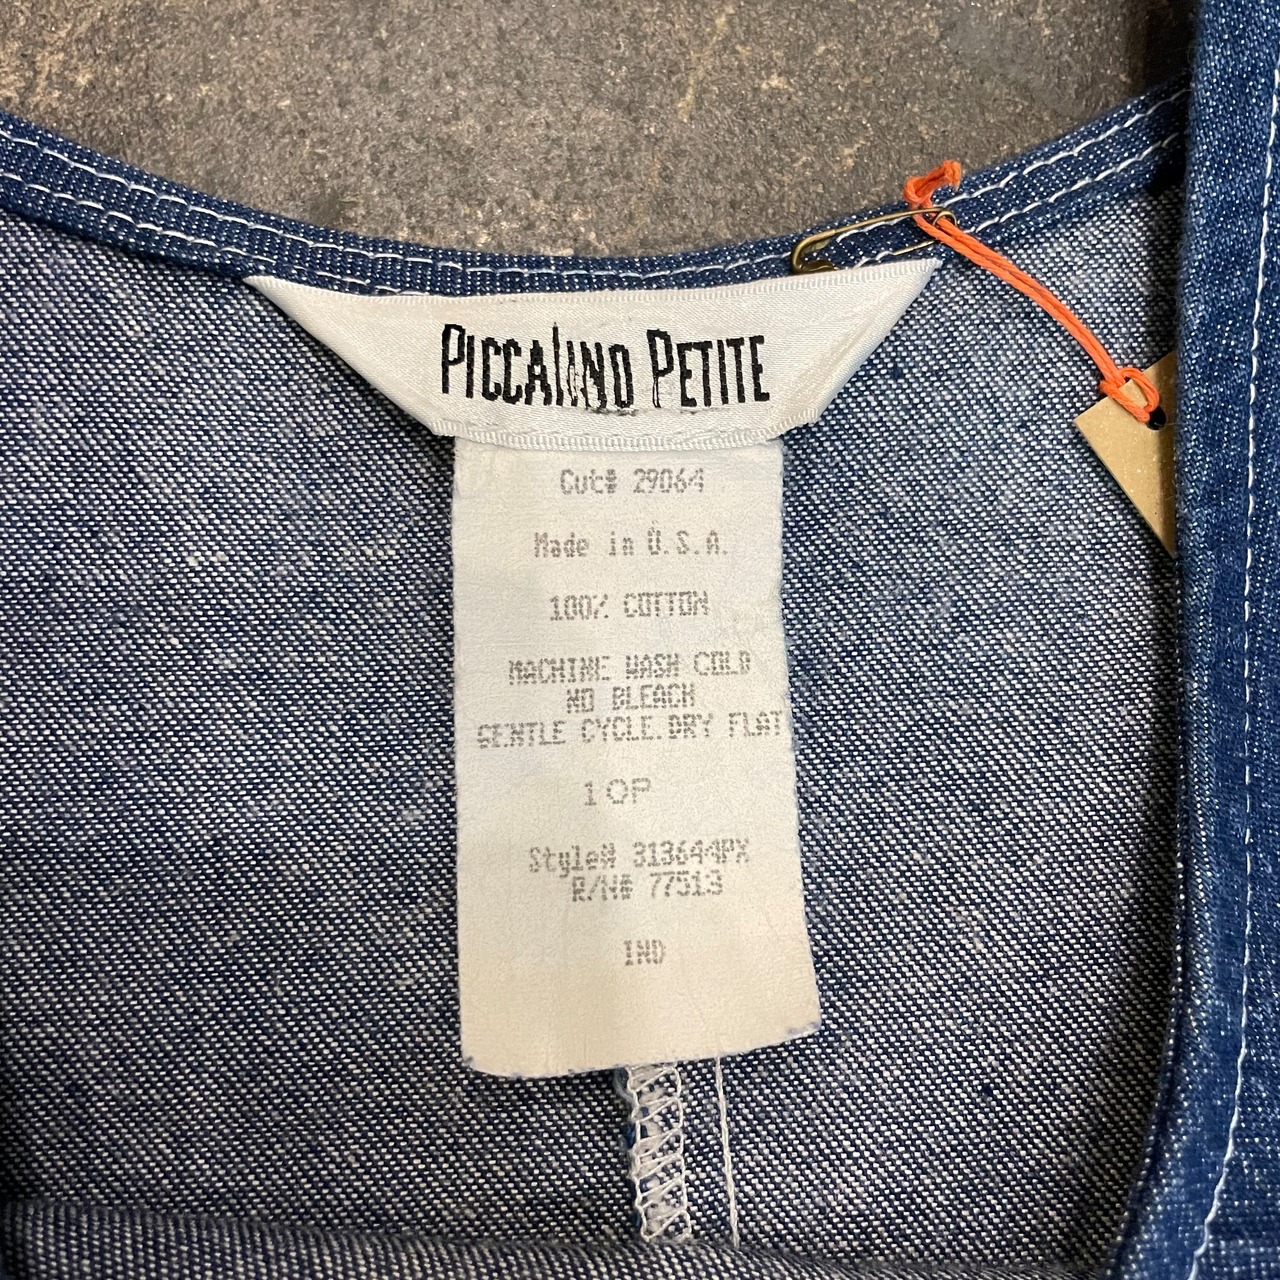 PICCALINO PETITE
Cut# 29064
Made in U.S.A.
100% COTTON
MACHINE WASH COLD
NO BLEACH
GENTLE CYCLE.DRY FLAT
10P
Style# 313644PX
R/N# 77513
IND